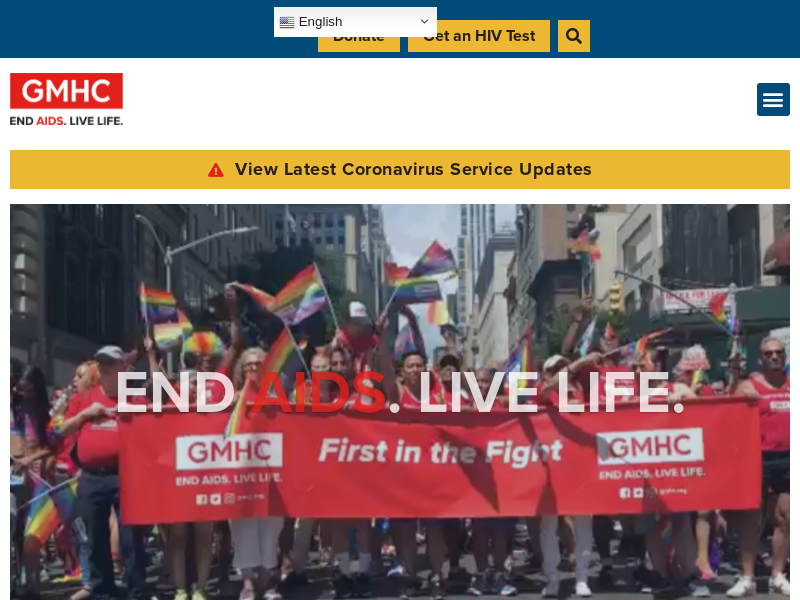 English
Donate
Get an HIV Test
GMHC
END AIDS. LIVE LIFE.
View Latest Coronavirus Service Updates
END AIDS. LIVE LIFE.
GMHC
END AIDS. LIVE LIFE.
First in the Fight
GMHC
END AIDS. LIVE LIFE.